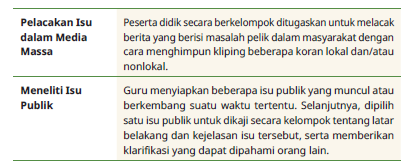 Pelacakan Isu
dalam Media
Massa
Peserta didik secara berkelompok ditugaskan untuk melacak
berita yang berisi masalah pelik dalam masyarakat dengan
cara menghimpun kliping beberapa koran lokal dan/atau
nonlokal.
Meneliti Isu
Publik
Guru menyiapkan beberapa isu publik yang muncul atau
berkembang suatu waktu tertentu. Selanjutnya, dipilih
satu isu publik untuk dikaji secara kelompok tentang latar
belakang dan kejelasan isu tersebut, serta memberikan
klarifikasi yang dapat dipahami orang lain.